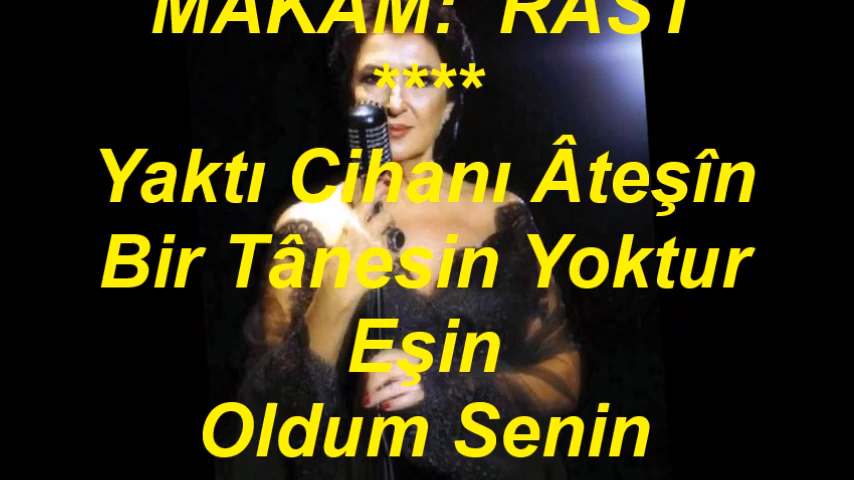 MAKAM: RAST
****
Yaktı Cihanı Âteşîn
Bir Tânesin Yoktur
Eşin
Oldum Senin